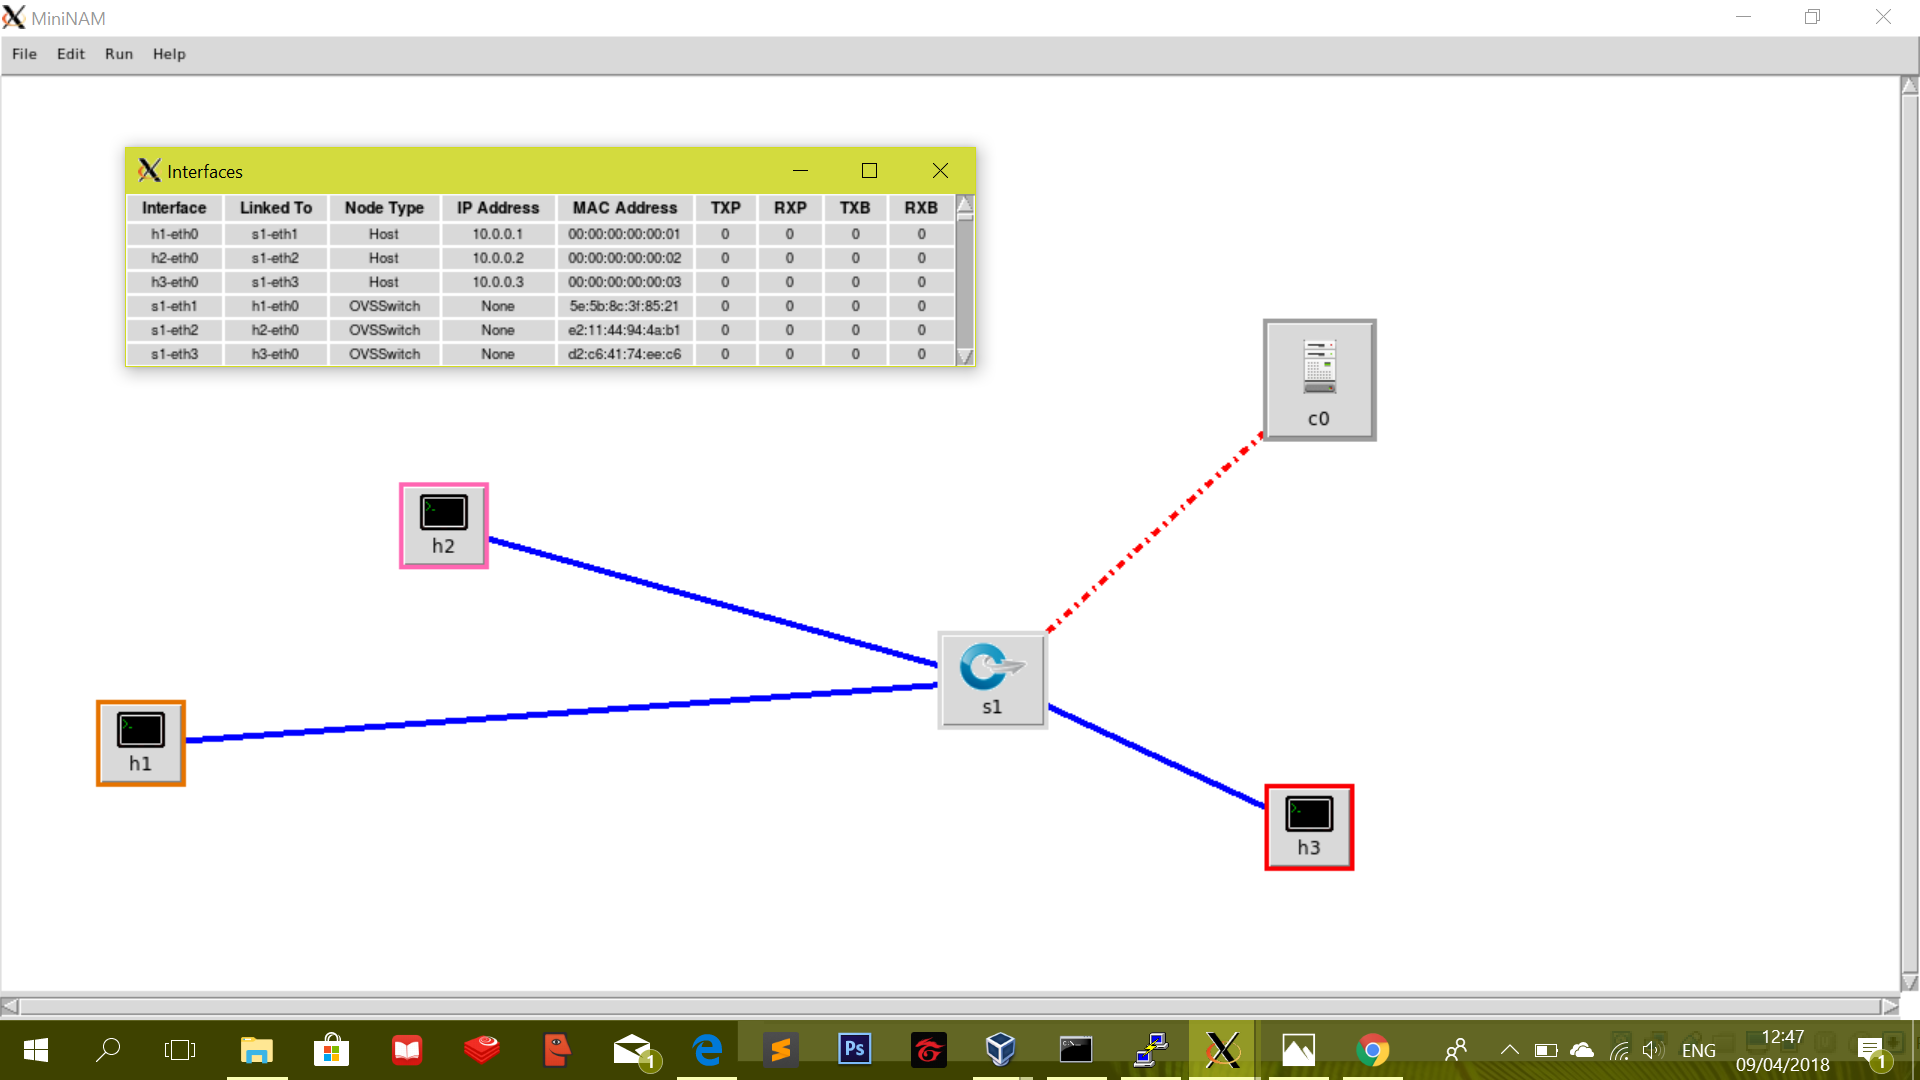 MiniNAM
File Edit Run Help
Interfaces
Interface Linked To Node Type IP Address MAC Address TXP RXP TXB RXB
h1-eth0 s1-eth1 Host 10.0.0.1 00:00:00:00:00:01 0 0 0 0
h2-eth0 s1-eth2 Host 10.0.0.2 00:00:00:00:00:02 0 0 0 0
h3-eth0 s1-eth3 Host 10.0.0.3 00:00:00:00:00:03 0 0 0 0
s1-eth1 h1-eth0 OVSSwitch None 5e:5b:8c:3f:85:21 0 0 0 0
s1-eth2 h2-eth0 OVSSwitch None e2:11:44:94:4a:b1 0 0 0 0
s1-eth3 h3-eth0 OVSSwitch None d2:c6:41:74:ee:c6 0 0 0 0
c0
h2
s1
h1
h3
1
Ps
C:\
ENG
12:47
09/04/2018
1